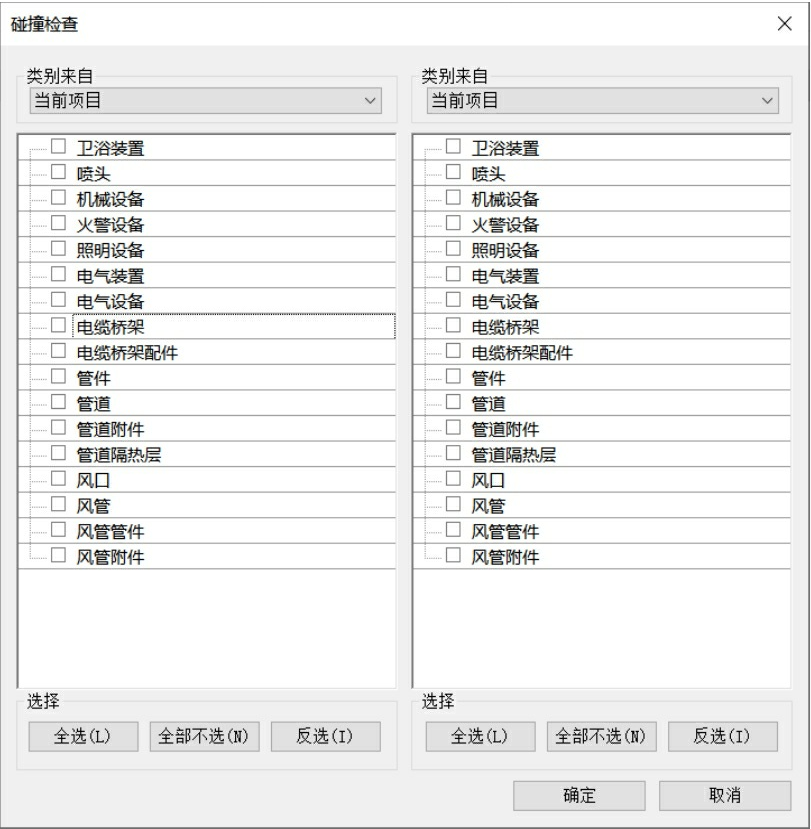 碰撞检查
类别来自
当前项目
卫浴装置
喷头
机械设备
火警设备
照明设备
电气装置
电气设备
电缆桥架
电缆桥架配件
管件
管道
管道附件
管道隔热层
风口
风管
风管管件
风管附件
选择
全选(L) 全部不选(N) 反选(I)
类别来自
当前项目
卫浴装置
喷头
机械设备
火警设备
照明设备
电气装置
电气设备
电缆桥架
电缆桥架配件
管件
管道
管道附件
管道隔热层
风口
风管
风管管件
风管附件
选择
全选(L) 全部不选(N) 反选(I)
确定 取消